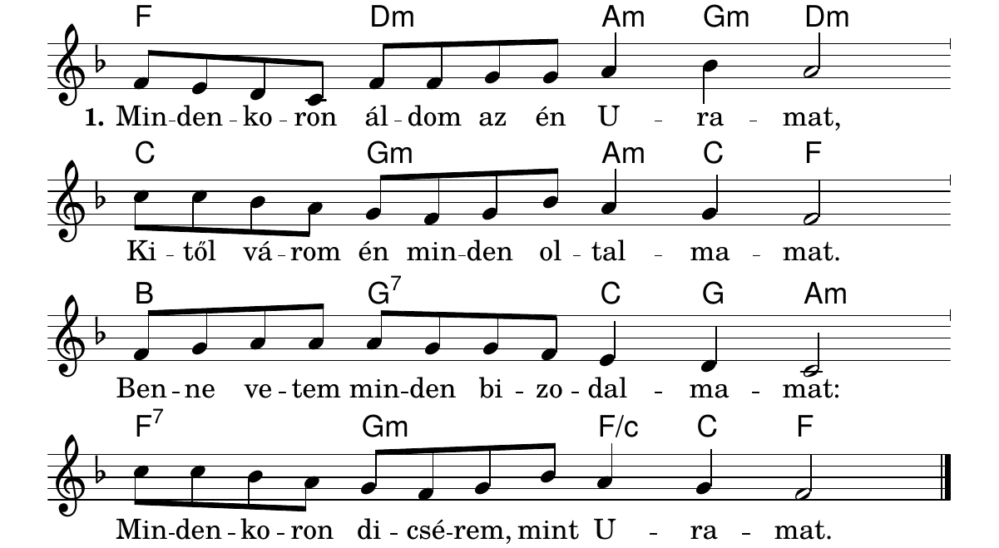 F Dm Am Gm Dm
1. Min-den-ko-ron ál-dom az én U-ra-mat,
C Gm Am C F
Ki-től vá-rom én min-den ol-tal-ma-mat.
B G7 C G Am
Ben-ne ve-tem min-den bi-zo-dal-ma-mat:
F7 Gm F/c C F
Min-den-ko-ron di-csé-rem, mint U-ra-mat.